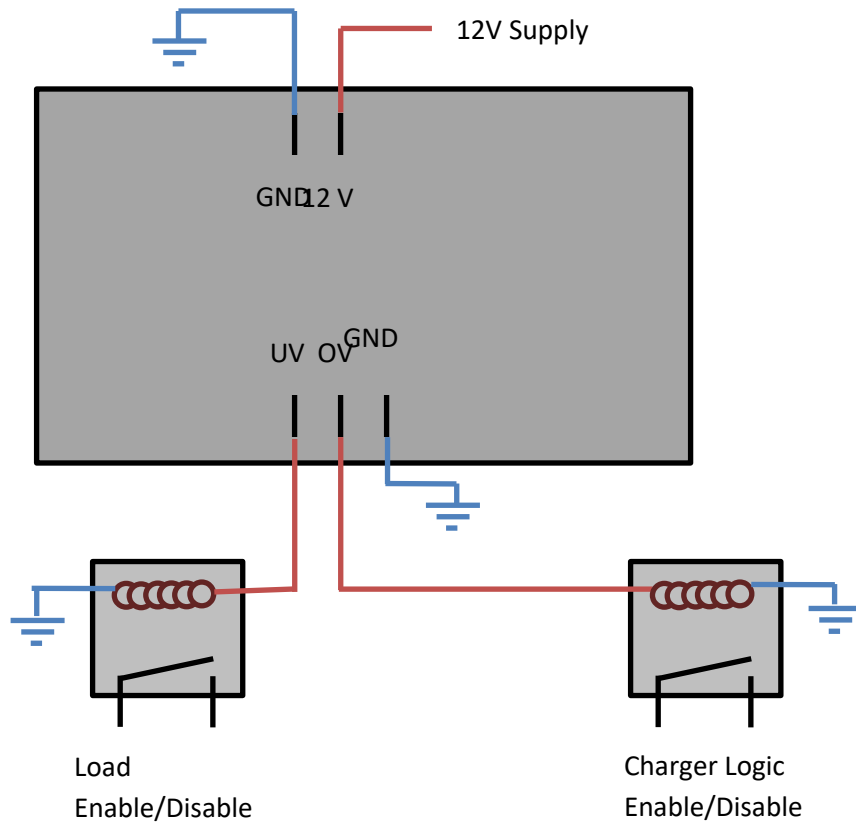 12V Supply
GND 12 V
GND
UV OV
Load
Enable/Disable
Charger Logic
Enable/Disable